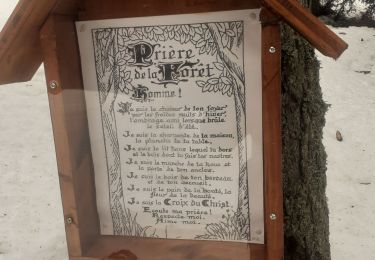 Prière
de la Forêt
Homme!
Je suis la chaleur de ton foyer
par les froides nuits d'hiver,
l'ombrage ami lorsque brûle
le soleil d'été.
Je suis la charpente de ta maison,
la planche de ta table.
Je suis le lit dans lequel tu dors
et le bois dont tu fais tes navires.
Je suis le manche de ta houe et
la porte de ton enclos.
Je suis le bois de ton berceau
et de ton cercueil.
Je suis le pain de la bonté, la
fleur de la beauté.
Je suis la Croix du Christ.
Ecoute ma prière!
Respecte-moi.
Aime-moi.